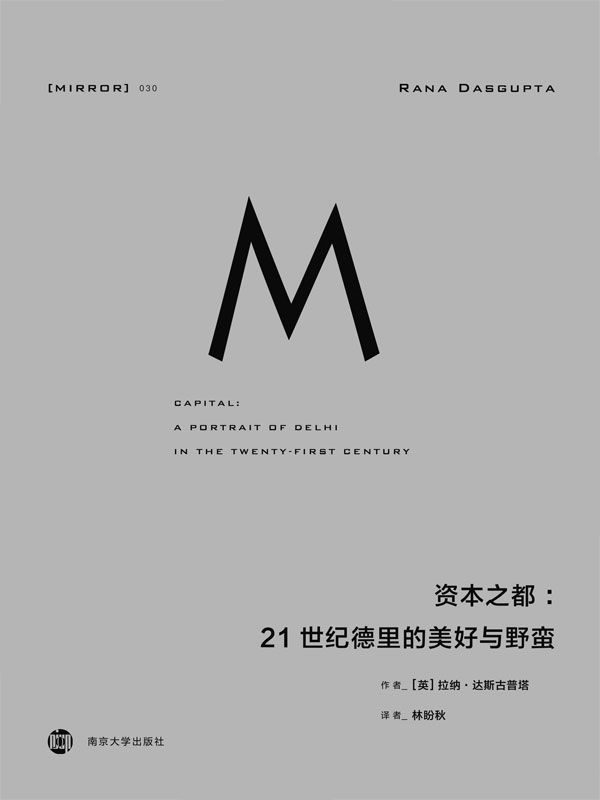 [MIRROR] 030
RANA DASGUPTA
M
CAPITAL:
A PORTRAIT OF DELHI
IN THE TWENTY-FIRST CENTURY
资本之都：
21 世纪德里的美好与野蛮
作者_ [英] 拉纳·达斯古普塔
译者_ 林盼秋
南京大学出版社